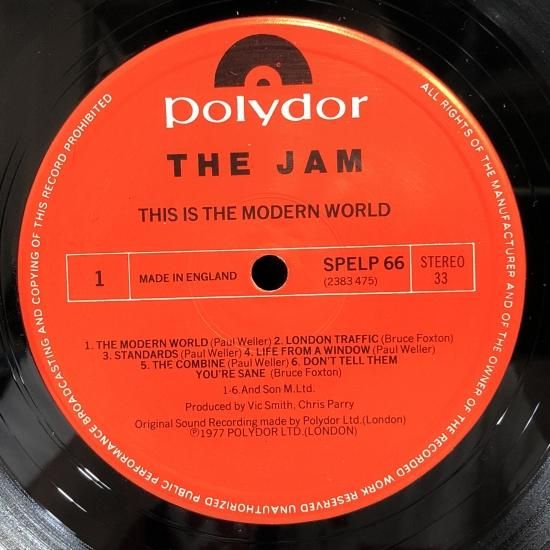 polydor
THE JAM
THIS IS THE MODERN WORLD
1
MADE IN ENGLAND
SPELP 66
(2383 475)
STEREO
33
1. THE MODERN WORLD (Paul Weller) 2. LONDON TRAFFIC (Bruce Foxton)
3. STANDARDS (Paul Weller) 4. LIFE FROM A WINDOW (Paul Weller)
5. THE COMBINE (Paul Weller) 6. DON'T TELL THEM
YOU'RE SANE (Bruce Foxton)
1-6. And Son M. Ltd.
Produced by Vic Smith, Chris Parry
Original Sound Recording made by Polydor Ltd. (London)
Ⓟ1977 POLYDOR LTD. (LONDON)
ALL RIGHTS OF THE MANUFACTURER AND OF THE OWNER OF THE RECORDED WORK RESERVED UNAUTHORIZED PUBLIC PERFORMANCE BROADCASTING AND COPYING OF THIS RECORD PROHIBITED